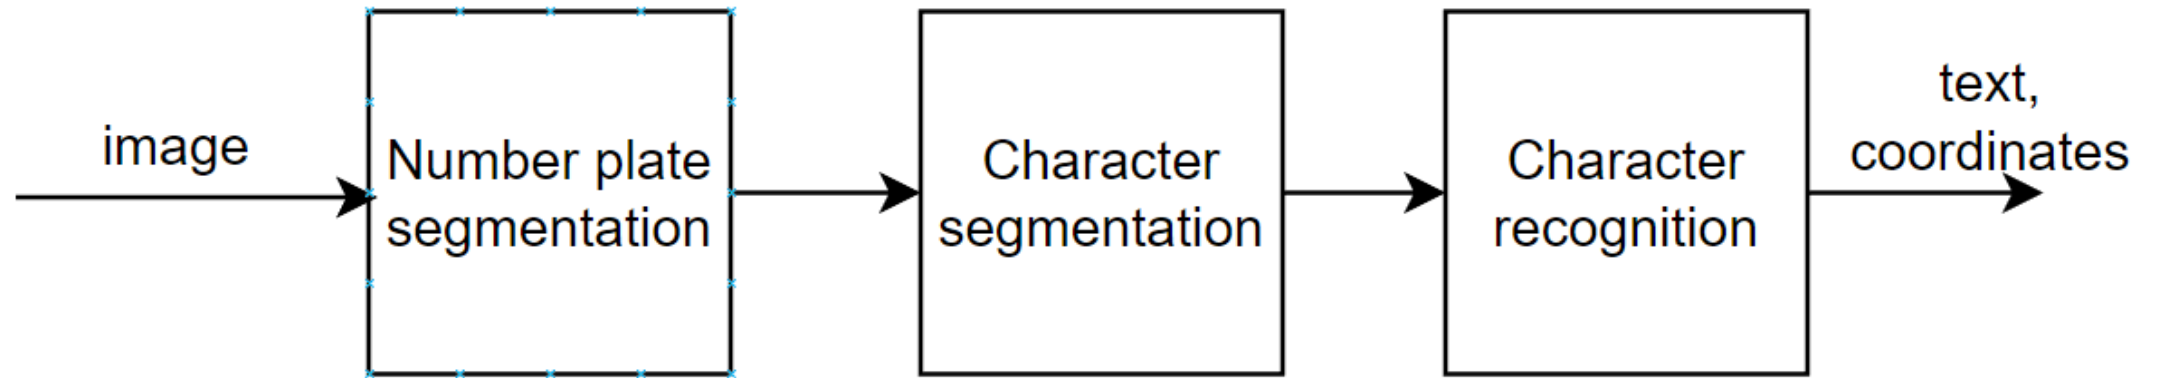 image
Number plate
segmentation
Character
segmentation
Character
recognition
text,
coordinates